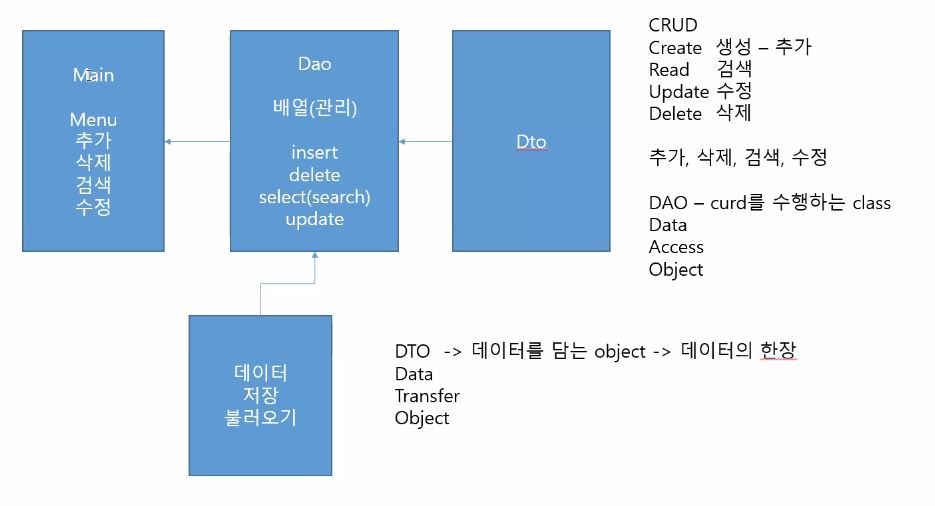 Main
Menu
추가
삭제
검색
수정
Dao
배열(관리)
insert
delete
select(search)
update
Dto
CRUD
Create 생성 – 추가
Read 검색
Update 수정
Delete 삭제
추가, 삭제, 검색, 수정
DAO – curd를 수행하는 class
Data
Access
Object
데이터
저장
불러오기
DTO -> 데이터를 담는 object -> 데이터의 한장
Data
Transfer
Object